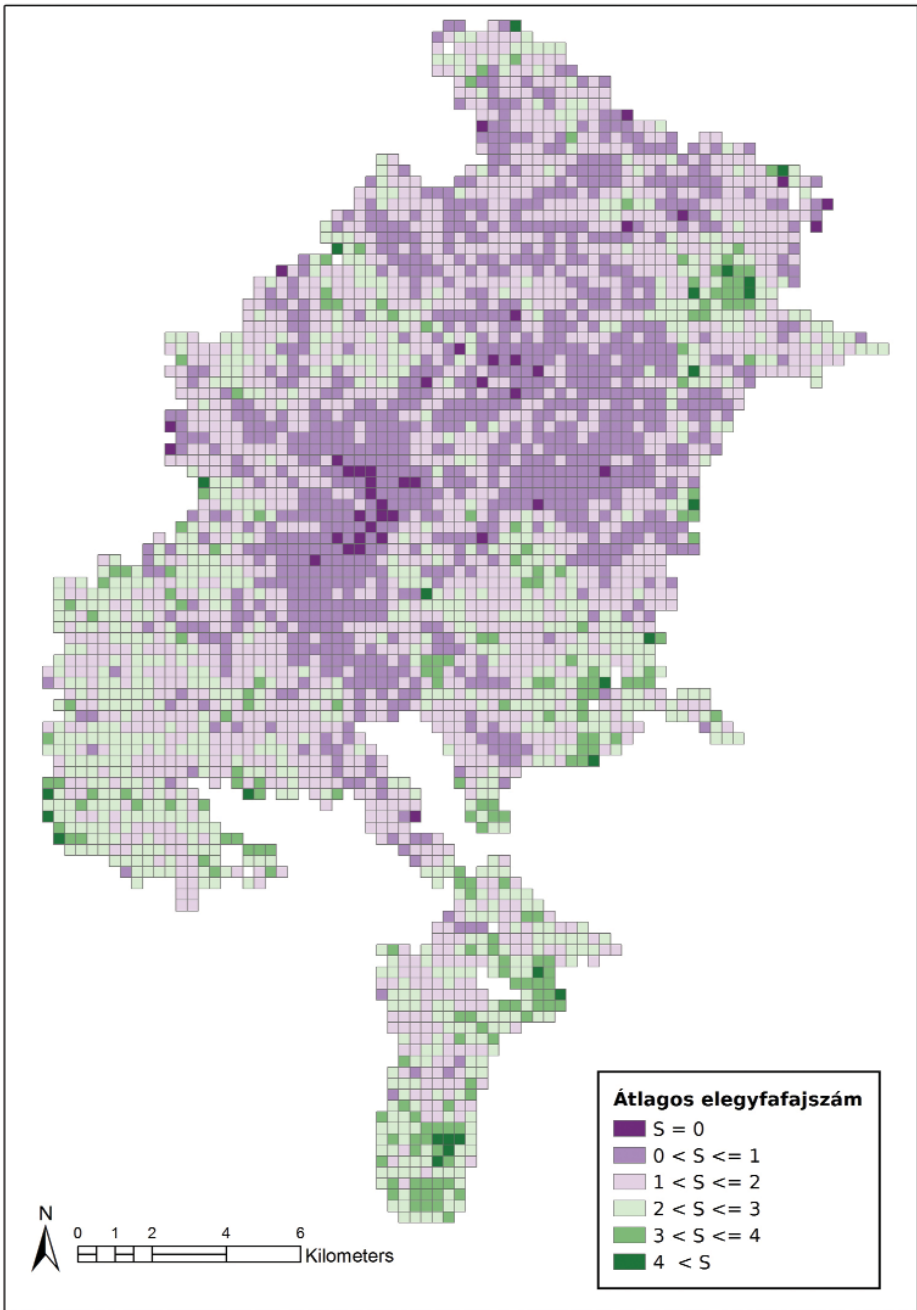 Átlagos elegyfafajszám
S = 0
0 < S <= 1
1 < S <= 2
2 < S <= 3
3 < S <= 4
4 < S
N
0 1 2 4 6
Kilometers